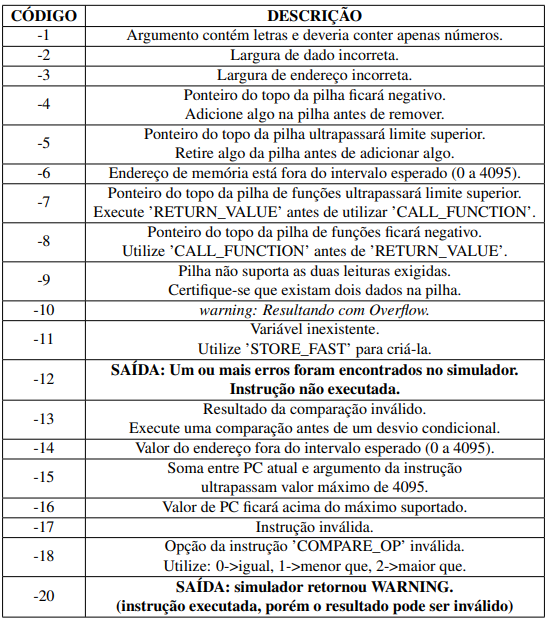 CÓDIGO DESCRIÇÃO
-1 Argumento contém letras e deveria conter apenas números.
-2 Largura de dado incorreta.
-3 Largura de endereço incorreta.
-4 Ponteiro do topo da pilha ficará negativo.
Adicione algo na pilha antes de remover.
-5 Ponteiro do topo da pilha ultrapassará limite superior.
Retire algo da pilha antes de adicionar algo.
-6 Endereço de memória está fora do intervalo esperado (0 a 4095).
-7 Ponteiro do topo da pilha de funções ultrapassará limite superior.
Execute 'RETURN_VALUE' antes de utilizar 'CALL_FUNCTION'.
-8 Ponteiro do topo da pilha de funções ficará negativo.
Utilize 'CALL_FUNCTION' antes de 'RETURN_VALUE'.
-9 Pilha não suporta as duas leituras exigidas.
Certifique-se que existam dois dados na pilha.
-10 warning: Resultando com Overflow.
-11 Variável inexistente.
Utilize 'STORE_FAST' para criá-la.
-12 SAÍDA: Um ou mais erros foram encontrados no simulador.
Instrução não executada.
-13 Resultado da comparação inválido.
Execute uma comparação antes de um desvio condicional.
-14 Valor do endereço fora do intervalo esperado (0 a 4095).
-15 Soma entre PC atual e argumento da instrução
ultrapassam valor máximo de 4095.
-16 Valor de PC ficará acima do máximo suportado.
-17 Instrução inválida.
-18 Opção da instrução 'COMPARE_OP' inválida.
Utilize: 0->igual, 1->menor que, 2->maior que.
-20 SAÍDA: simulador retornou WARNING.
(instrução executada, porém o resultado pode ser inválido)